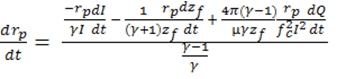 dr_p/dt = (−r_p dI/γI dt − 1/(γ+1) r_p dz_f/z_f dt + 4π(γ−1)/μγz_f r_p dQ/f_c^2 I^2 dt) / ((γ−1)/γ)